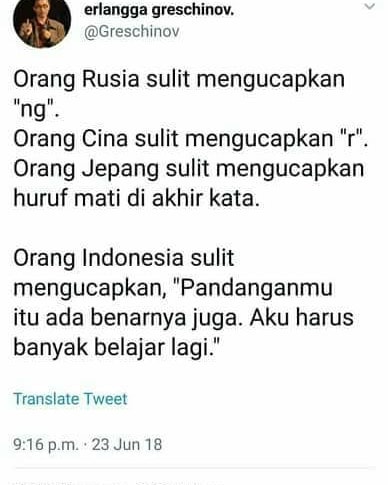 erlangga greschinov.
@Greschinov
Orang Rusia sulit mengucapkan
"ng".
Orang Cina sulit mengucapkan "r".
Orang Jepang sulit mengucapkan
huruf mati di akhir kata.
Orang Indonesia sulit
mengucapkan, "Pandanganmu
itu ada benarnya juga. Aku harus
banyak belajar lagi."
Translate Tweet
9:16 p.m. · 23 Jun 18